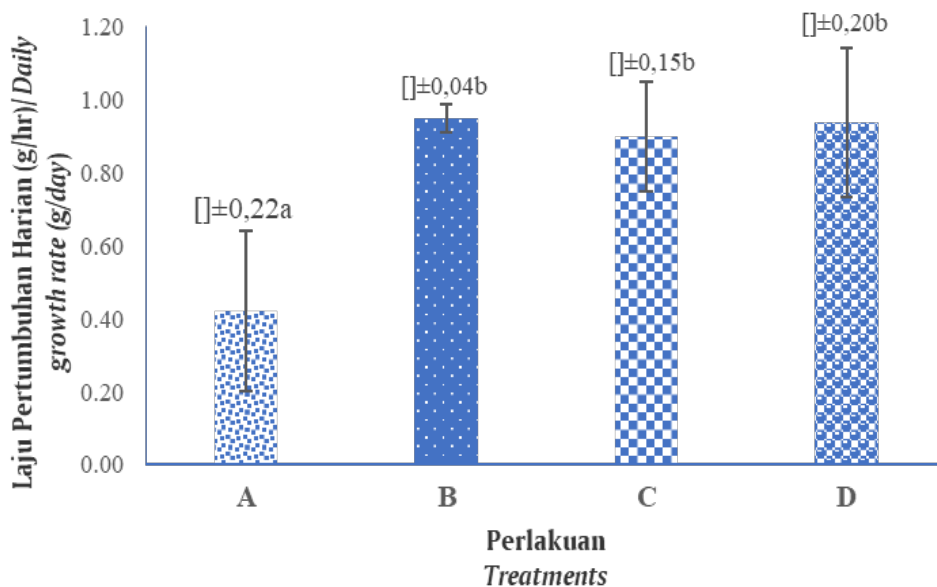 Laju Pertumbuhan Harian (g/hr)/Daily
growth rate (g/day)
1.20
1.00
0.80
0.60
0.40
0.20
0.00
[]±0,22a
[]±0,04b
[]±0,15b
[]±0,20b
A B C D
Perlakuan
Treatments